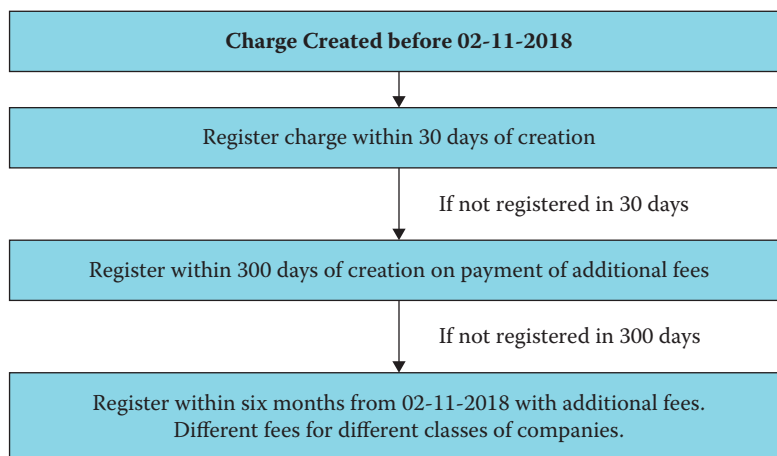 Charge Created before 02-11-2018
Register charge within 30 days of creation
If not registered in 30 days
Register within 300 days of creation on payment of additional fees
If not registered in 300 days
Register within six months from 02-11-2018 with additional fees.
Different fees for different classes of companies.